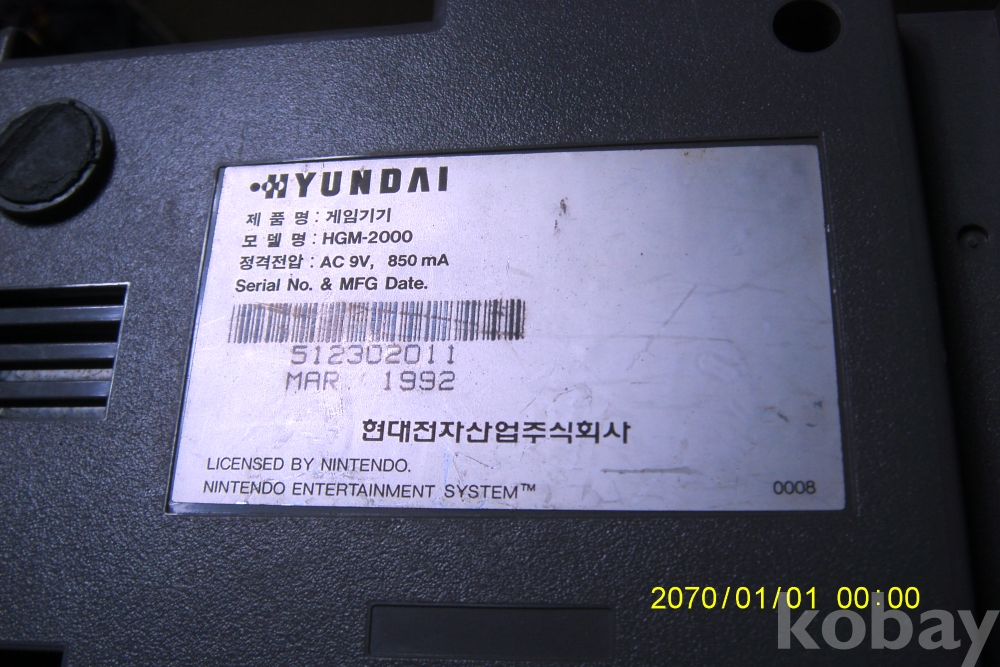 HYUNDAI
제 품 명 : 게임기기
모 델 명 : HGM-2000
정격전압 : AC 9V, 850 mA
Serial No. & MFG Date.
512302011
MAR. 1992
현대전자산업주식회사
LICENSED BY NINTENDO.
NINTENDO ENTERTAINMENT SYSTEM™
0008
2070/01/01 00:00
kobay